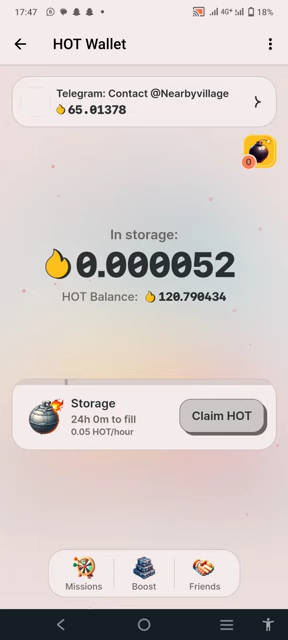 17:47
4G+
18%
HOT Wallet
Telegram: Contact @Nearbyvillage
65.01378
0
In storage:
0.000052
HOT Balance: 120.790434
Storage
24h 0m to fill
0.05 HOT/hour
Claim HOT
Missions
Boost
Friends